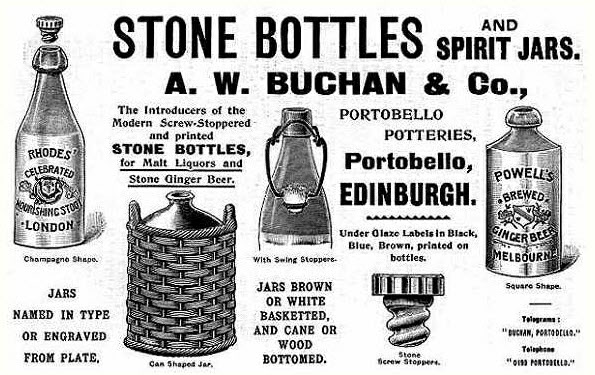 STONE BOTTLES AND SPIRIT JARS.
A. W. BUCHAN & Co.,
The Introducers of the
Modern Screw-Stoppered
and printed
STONE BOTTLES,
for Malt Liquors and
Stone Ginger Beer.
PORTOBELLO
POTTERIES,
Portobello,
EDINBURGH.
Under Glaze Labels in Black,
Blue, Brown, printed on
bottles.
RHODES'
CELEBRATED
NOURISHING STOUT
LONDON
Champagne Shape.
POWELL'S
BREWED
GINGER BEER
MELBOURNE
Square Shape.
With Swing Stoppers.
JARS
NAMED IN TYPE
OR ENGRAVED
FROM PLATE,
Can Shaped Jar.
JARS BROWN
OR WHITE
BASKETTED,
AND CANE OR
WOOD
BOTTOMED.
Stone
Screw Stoppers.
Telegrams:
"BUCHAN, PORTOBELLO."
Telephone
"0193 PORTOBELLO."